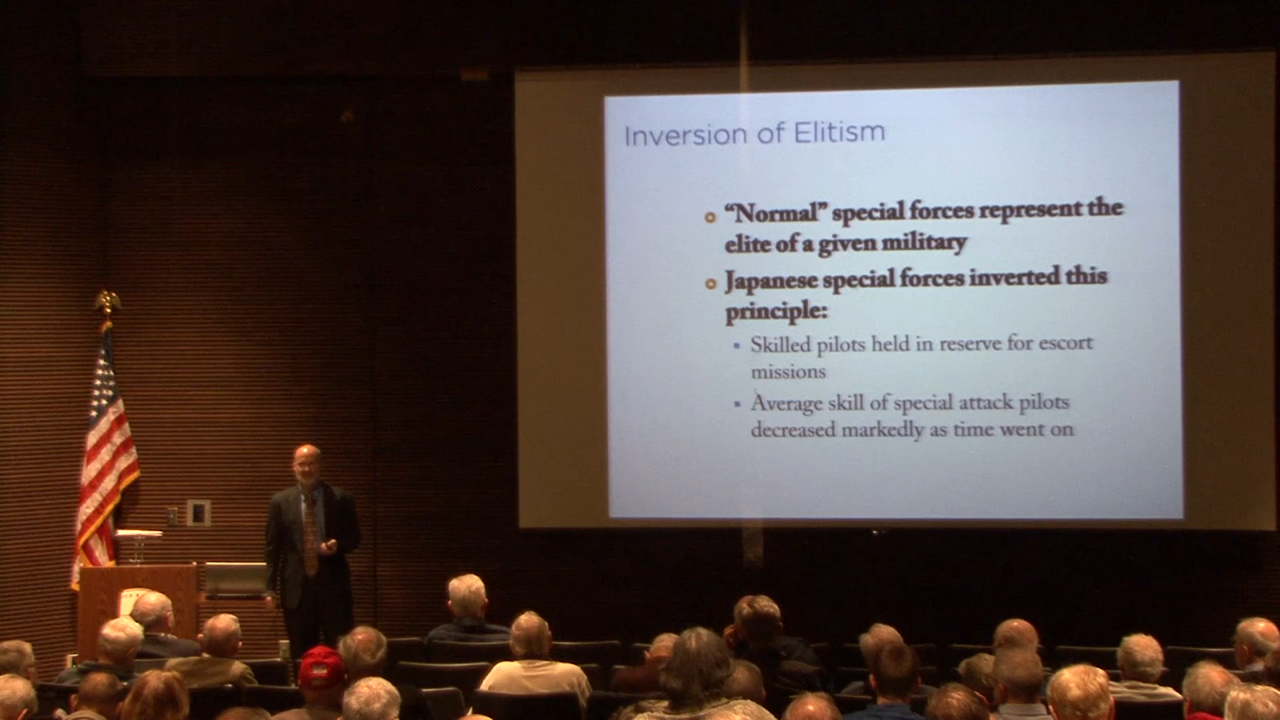 Inversion of Elitism
“Normal” special forces represent the
elite of a given military
Japanese special forces inverted this
principle:
Skilled pilots held in reserve for escort
missions
Average skill of special attack pilots
decreased markedly as time went on